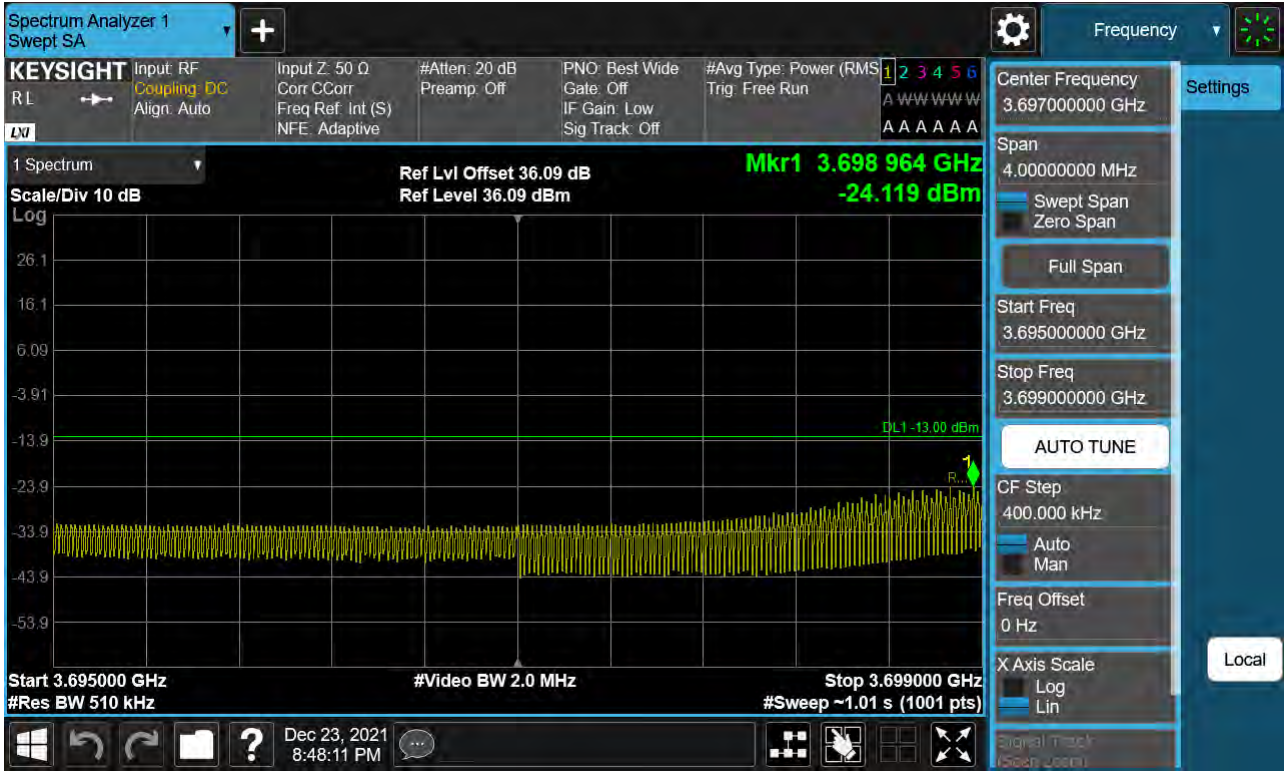 Spectrum Analyzer 1
Swept SA
+
Frequency
KEYSIGHT
R L
LXI
Input: RF
Coupling: DC
Align: Auto
Input Z: 50 Ω
Corr CCorr
Freq Ref: Int (S)
NFE: Adaptive
#Atten: 20 dB
Preamp: Off
PNO: Best Wide
Gate: Off
IF Gain: Low
Sig Track: Off
#Avg Type: Power (RMS
Trig: Free Run
1 2 3 4 5 6
A W W W W W
A A A A A A
1 Spectrum
Scale/Div 10 dB
Log
Ref Lvl Offset 36.09 dB
Ref Level 36.09 dBm
Mkr1 3.698 964 GHz
-24.119 dBm
26.1
16.1
6.09
-3.91
-13.9
-23.9
-33.9
-43.9
-53.9
DL1 -13.00 dBm
1
R...
Start 3.695000 GHz
#Res BW 510 kHz
#Video BW 2.0 MHz
Stop 3.699000 GHz
#Sweep ~1.01 s (1001 pts)
Center Frequency
3.697000000 GHz
Settings
Span
4.00000000 MHz
Swept Span
Zero Span
Full Span
Start Freq
3.695000000 GHz
Stop Freq
3.699000000 GHz
AUTO TUNE
CF Step
400.000 kHz
Auto
Man
Freq Offset
0 Hz
X Axis Scale
Log
Lin
Local
Signal Track
(Span Zoom)
?
Dec 23, 2021
8:48:11 PM